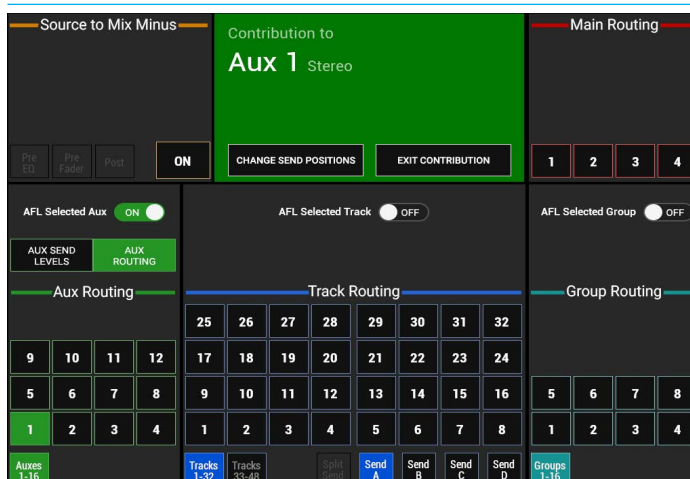 Source to Mix Minus
Pre EQ
Pre Fader
Post
ON
Contribution to
Aux 1 Stereo
CHANGE SEND POSITIONS
EXIT CONTRIBUTION
Main Routing
1 2 3 4
AFL Selected Aux ON
AUX SEND LEVELS
AUX ROUTING
Aux Routing
9 10 11 12
5 6 7 8
1 2 3 4
Auxes 1-16
AFL Selected Track OFF
Track Routing
25 26 27 28 29 30 31 32
17 18 19 20 21 22 23 24
9 10 11 12 13 14 15 16
1 2 3 4 5 6 7 8
Tracks 1-32
Tracks 33-48
Split Send
Send A
Send B
Send C
Send D
AFL Selected Group OFF
Group Routing
5 6 7 8
1 2 3 4
Groups 1-16